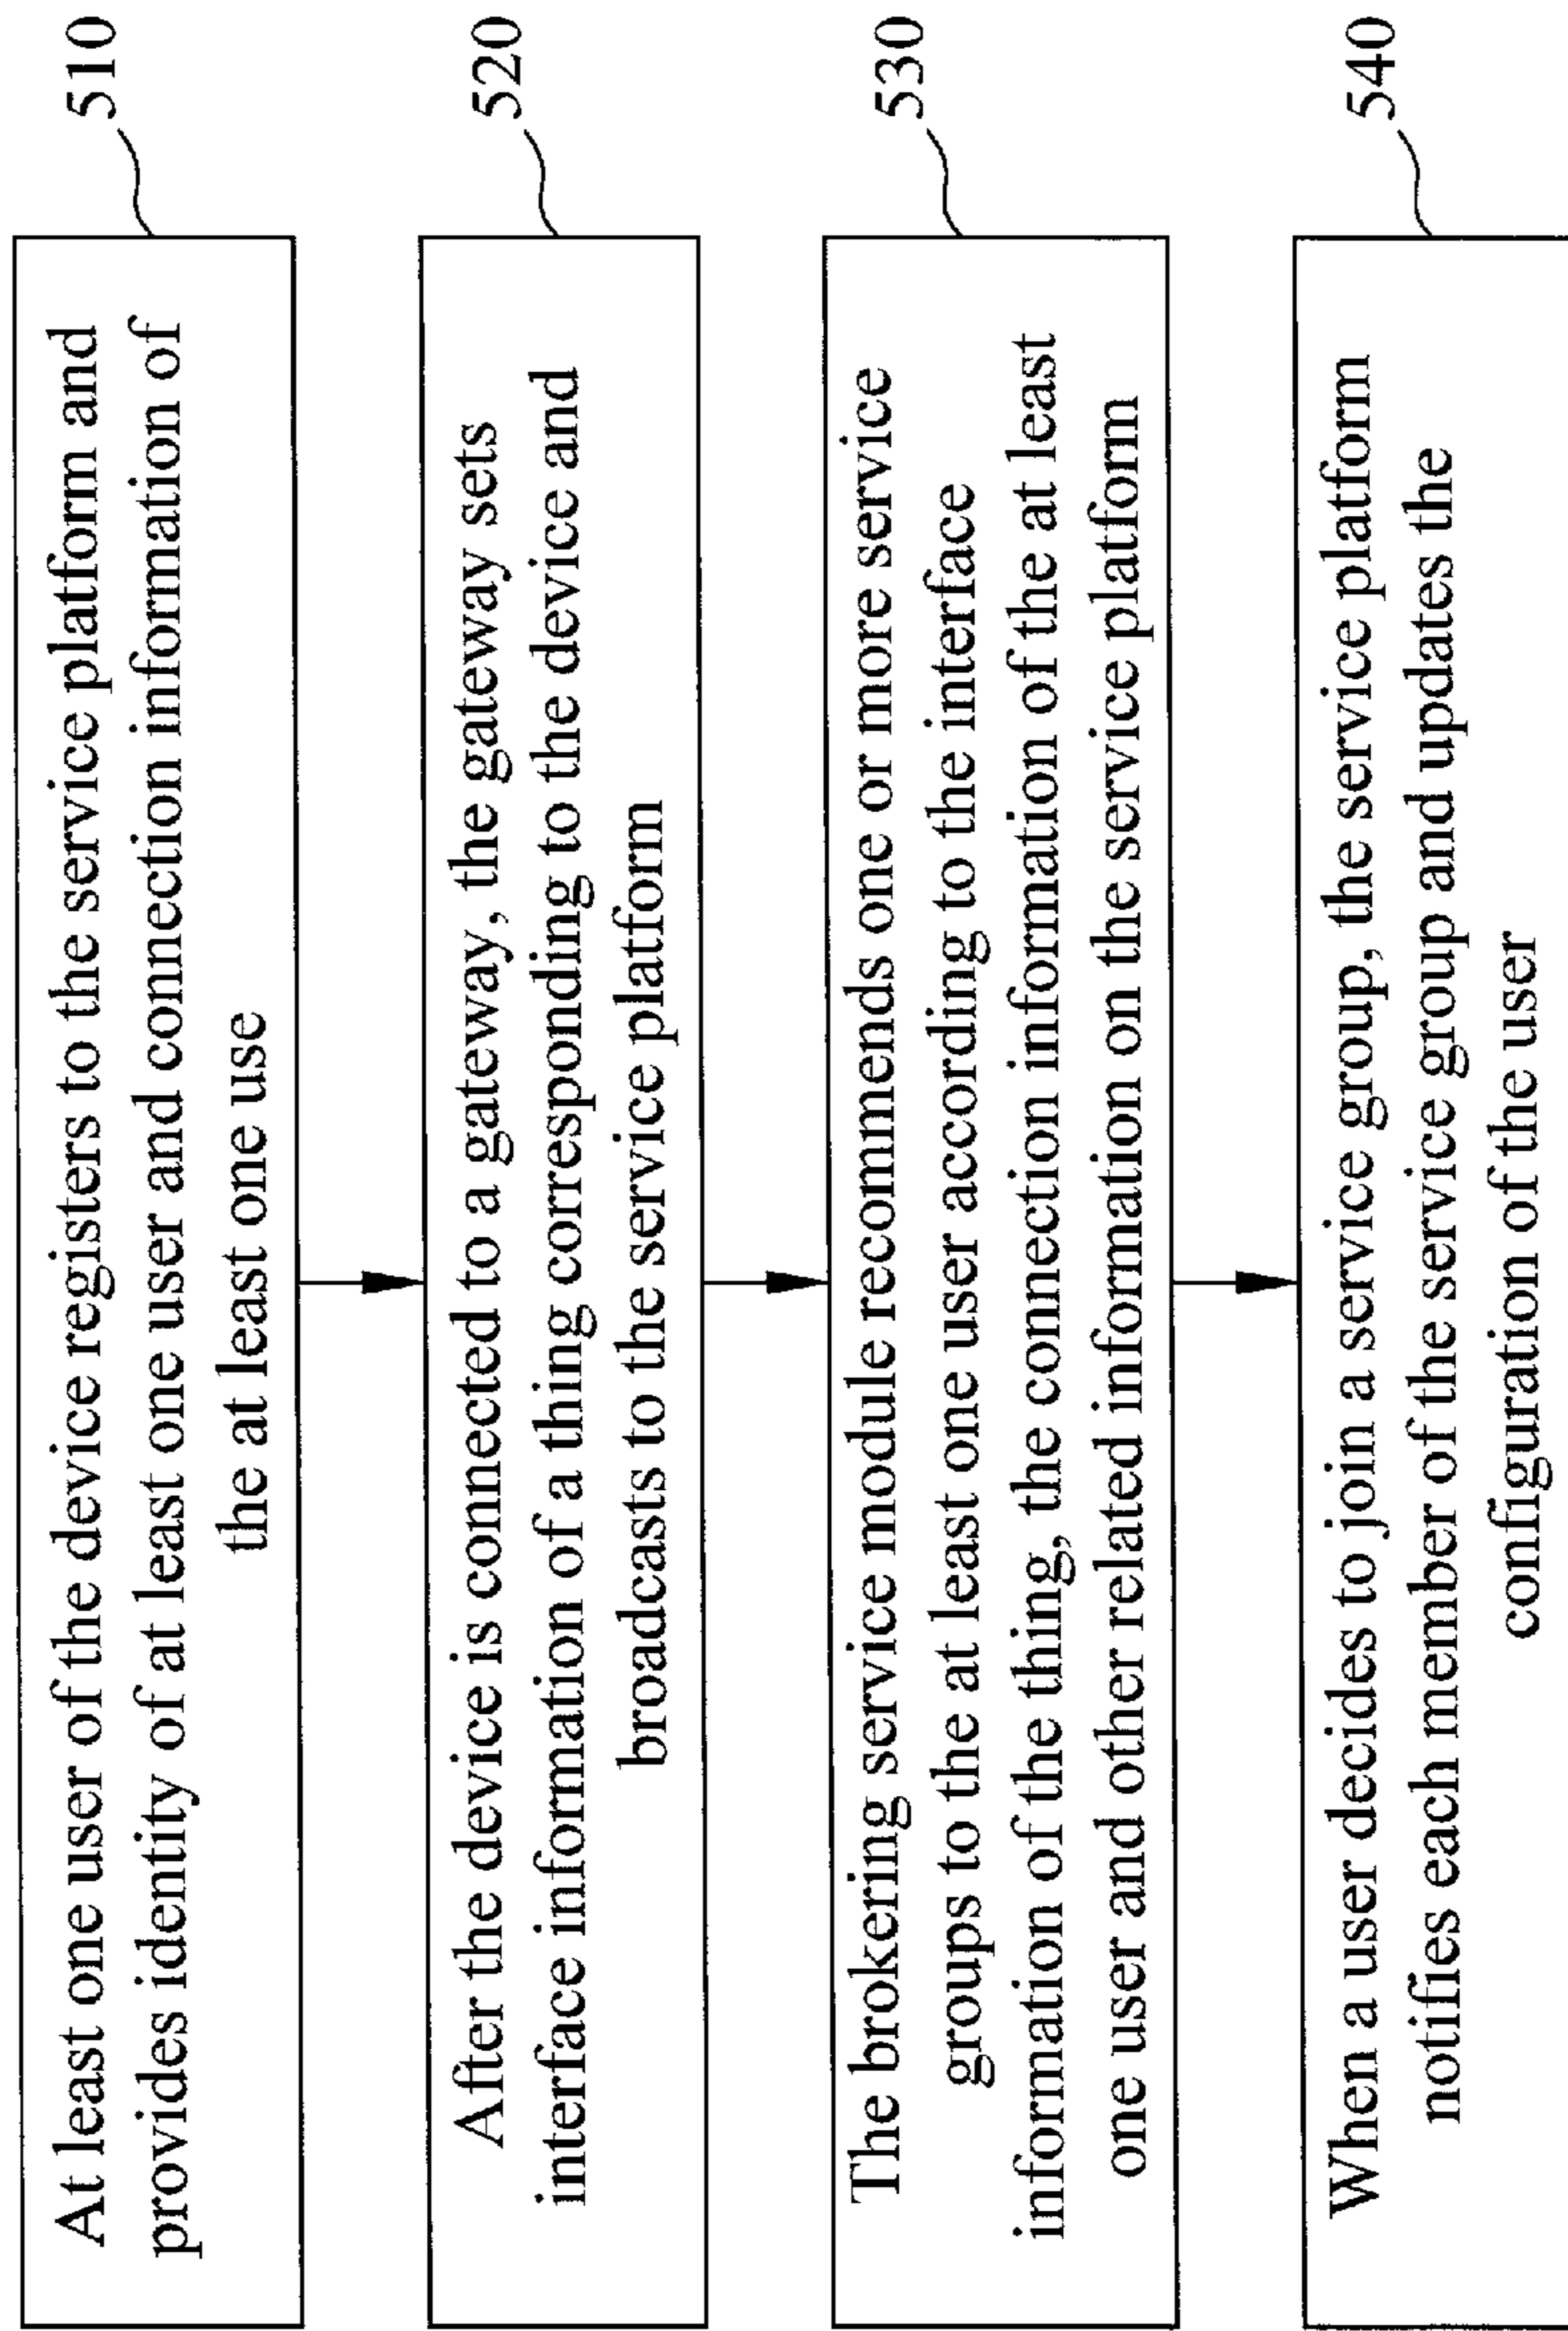 At least one user of the device registers to the service platform and
provides identity of at least one user and connection information of
the at least one use
510
After the device is connected to a gateway, the gateway sets
interface information of a thing corresponding to the device and
broadcasts to the service platform
520
The brokering service module recommends one or more service
groups to the at least one user according to the interface
information of the thing, the connection information of the at least
one user and other related information on the service platform
530
When a user decides to join a service group, the service platform
notifies each member of the service group and updates the
configuration of the user
540